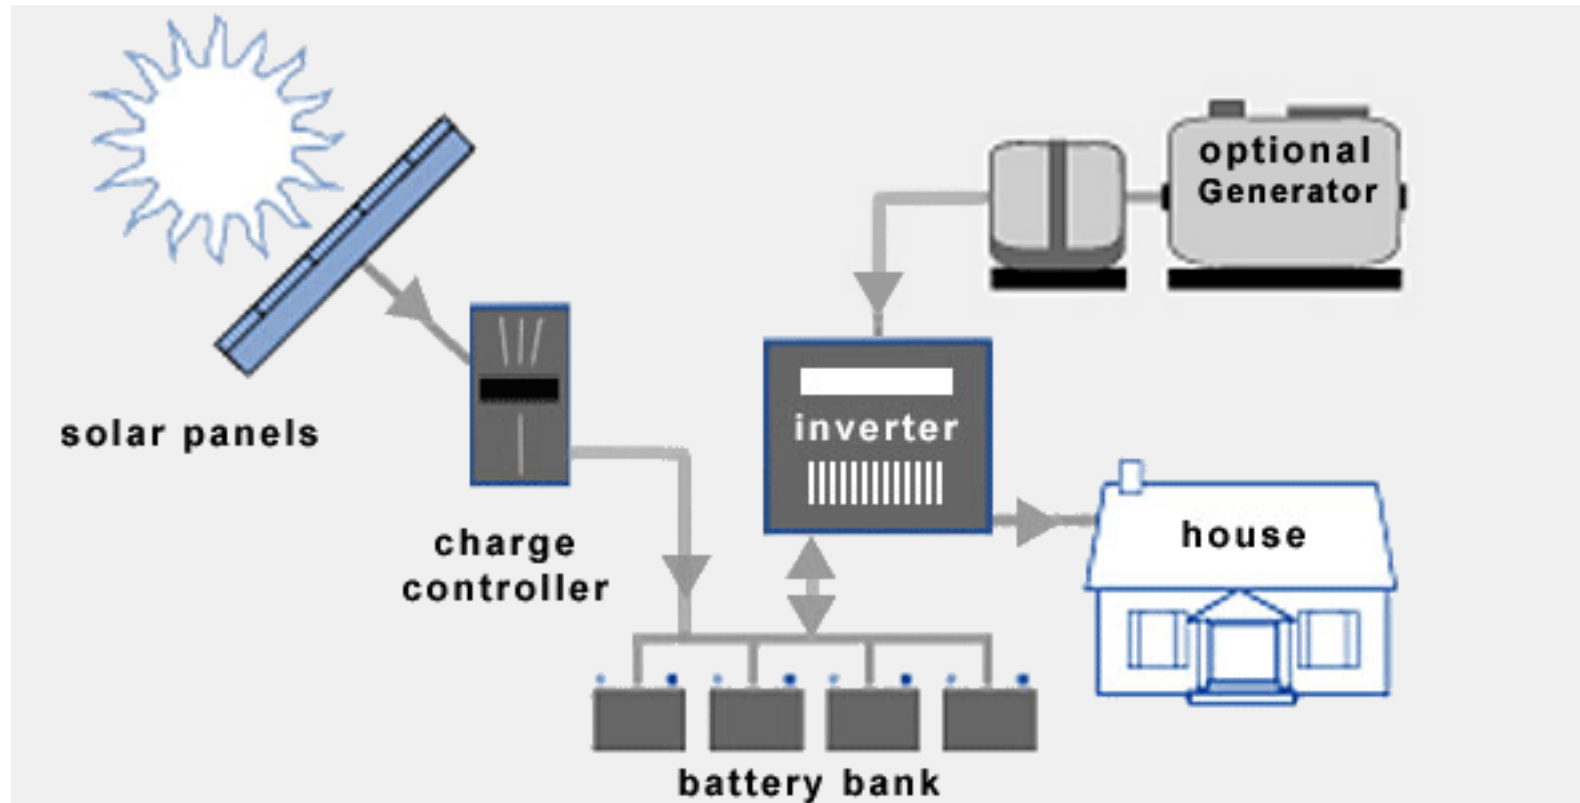 optional
Generator
solar panels
inverter
charge
controller
house
battery bank